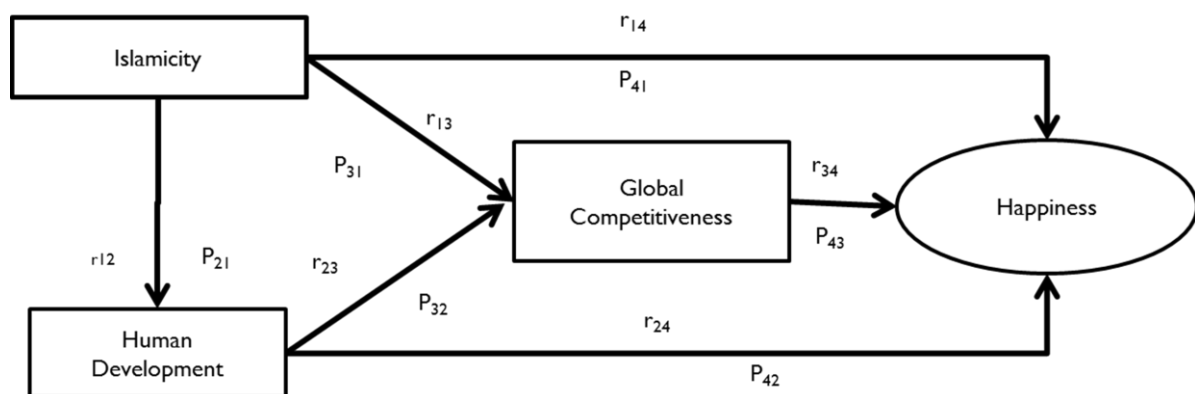 r₁₄
Islamicity
P₄₁
r₁₃
P₃₁
Global
Competitiveness
r₃₄
Happiness
P₄₃
r12
P₂₁
r₂₃
P₃₂
r₂₄
Human
Development
P₄₂